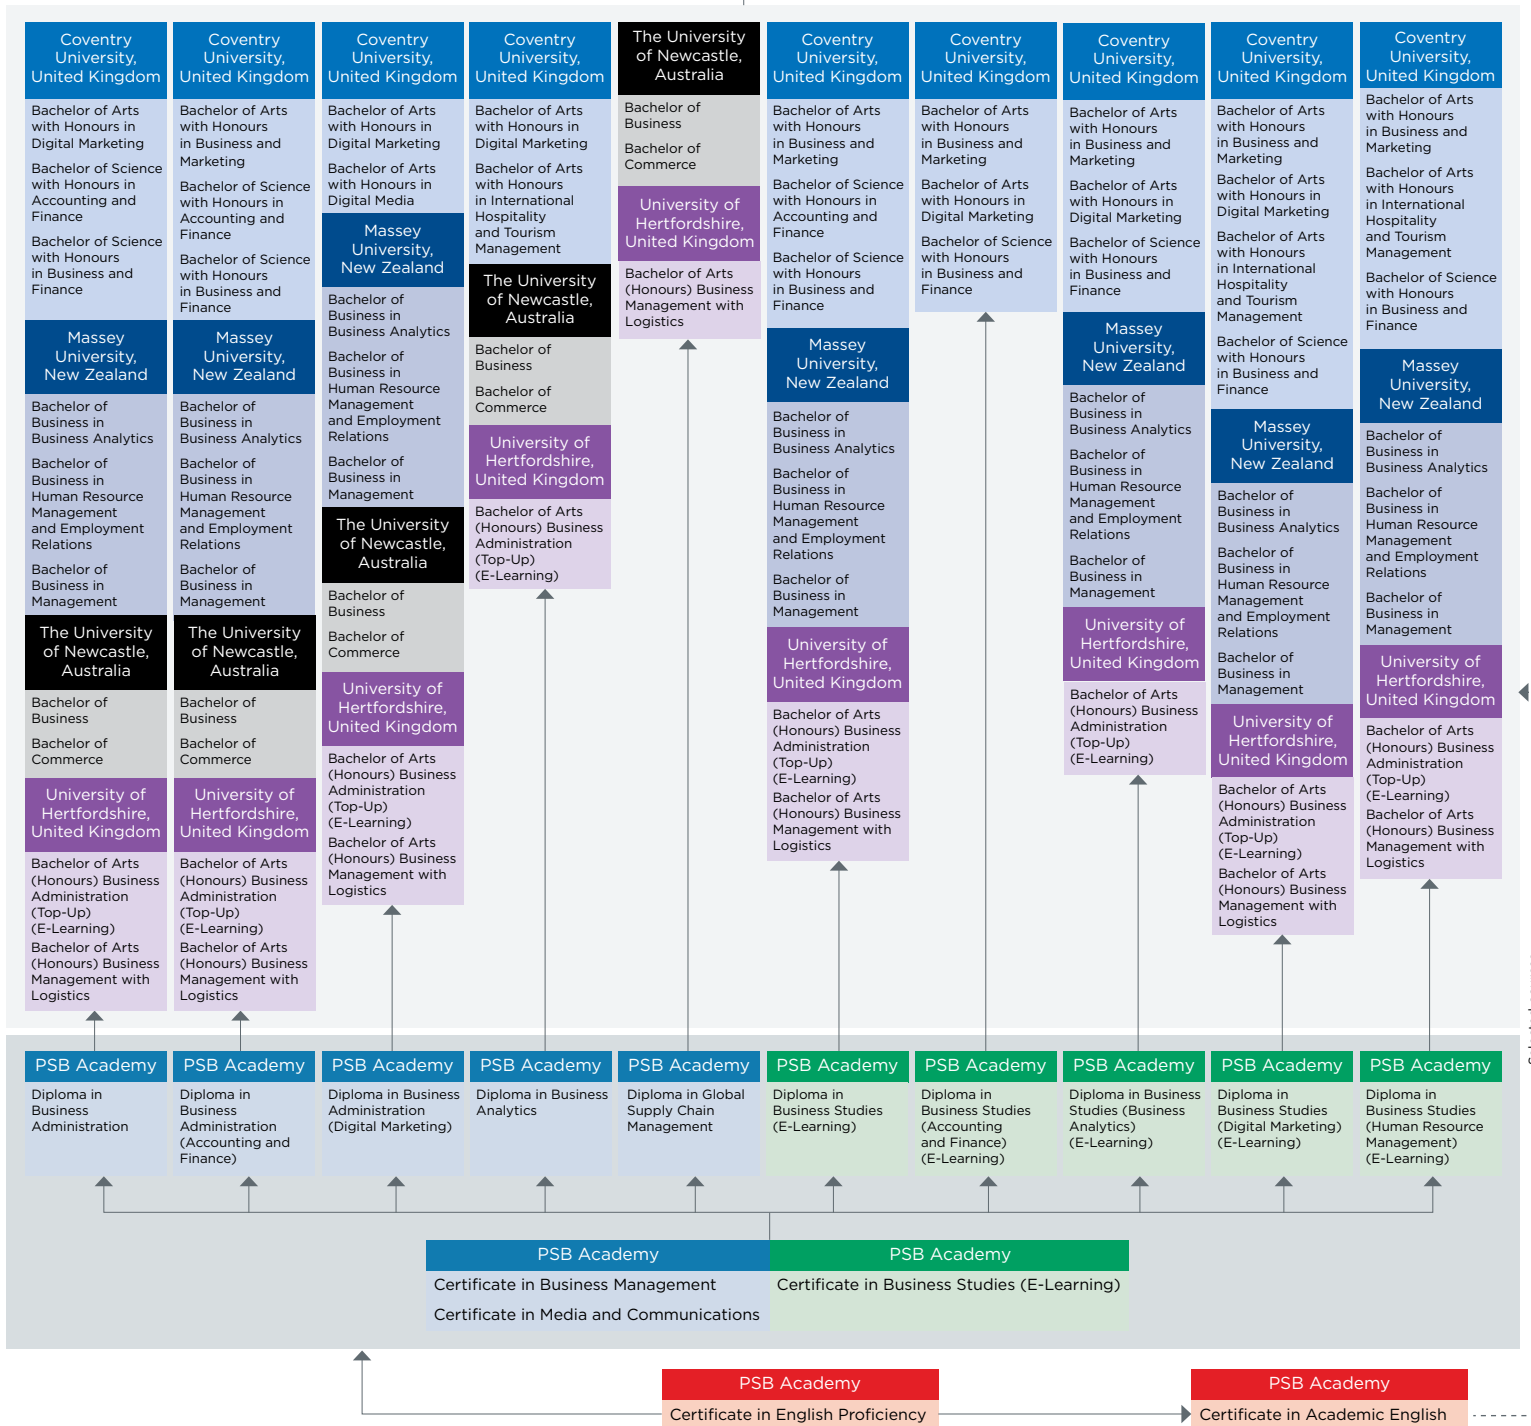 Coventry
University,
United Kingdom
Bachelor of Arts
with Honours in
Digital Marketing
Bachelor of Science
with Honours in
Accounting and
Finance
Bachelor of Science
with Honours
in Business and
Finance
Massey
University,
New Zealand
Bachelor of
Business in
Business Analytics
Bachelor of
Business in
Human Resource
Management
and Employment
Relations
Bachelor of
Business in
Management
The University
of Newcastle,
Australia
Bachelor of
Business
Bachelor of
Commerce
University of
Hertfordshire,
United Kingdom
Bachelor of Arts
(Honours) Business
Administration
(Top-Up)
(E-Learning)
Bachelor of Arts
(Honours) Business
Management with
Logistics
Coventry
University,
United Kingdom
Bachelor of Arts
with Honours
in Business and
Marketing
Bachelor of Science
with Honours in
Accounting and
Finance
Bachelor of Science
with Honours
in Business and
Finance
Massey
University,
New Zealand
Bachelor of
Business in
Business Analytics
Bachelor of
Business in
Human Resource
Management
and Employment
Relations
Bachelor of
Business in
Management
The University
of Newcastle,
Australia
Bachelor of
Business
Bachelor of
Commerce
University of
Hertfordshire,
United Kingdom
Bachelor of Arts
(Honours) Business
Administration
(Top-Up)
(E-Learning)
Bachelor of Arts
(Honours) Business
Management with
Logistics
Coventry
University,
United Kingdom
Bachelor of Arts
with Honours in
Digital Marketing
Bachelor of Arts
with Honours in
Digital Media
Massey
University,
New Zealand
Bachelor of
Business in
Business Analytics
Bachelor of
Business in
Human Resource
Management
and Employment
Relations
Bachelor of
Business in
Management
The University
of Newcastle,
Australia
Bachelor of
Business
Bachelor of
Commerce
University of
Hertfordshire,
United Kingdom
Bachelor of Arts
(Honours) Business
Administration
(Top-Up)
(E-Learning)
Bachelor of Arts
(Honours) Business
Management with
Logistics
Coventry
University,
United Kingdom
Bachelor of Arts
with Honours in
Digital Marketing
Bachelor of Arts
with Honours
in International
Hospitality
and Tourism
Management
The University
of Newcastle,
Australia
Bachelor of
Business
Bachelor of
Commerce
University of
Hertfordshire,
United Kingdom
Bachelor of Arts
(Honours) Business
Administration
(Top-Up)
(E-Learning)
The University
of Newcastle,
Australia
Bachelor of
Business
Bachelor of
Commerce
University of
Hertfordshire,
United Kingdom
Bachelor of Arts
(Honours) Business
Management with
Logistics
Coventry
University,
United Kingdom
Bachelor of Arts
with Honours
in Business and
Marketing
Bachelor of Science
with Honours in
Accounting and
Finance
Bachelor of Science
with Honours
in Business and
Finance
Massey
University,
New Zealand
Bachelor of
Business in
Business Analytics
Bachelor of
Business in
Human Resource
Management
and Employment
Relations
Bachelor of
Business in
Management
University of
Hertfordshire,
United Kingdom
Bachelor of Arts
(Honours) Business
Administration
(Top-Up)
(E-Learning)
Bachelor of Arts
(Honours) Business
Management with
Logistics
Coventry
University,
United Kingdom
Bachelor of Arts
with Honours
in Business and
Marketing
Bachelor of Arts
with Honours in
Digital Marketing
Bachelor of Science
with Honours
in Business and
Finance
Coventry
University,
United Kingdom
Bachelor of Arts
with Honours
in Business and
Marketing
Bachelor of Arts
with Honours in
Digital Marketing
Bachelor of Science
with Honours
in Business and
Finance
Massey
University,
New Zealand
Bachelor of
Business in
Business Analytics
Bachelor of
Business in
Human Resource
Management
and Employment
Relations
Bachelor of
Business in
Management
University of
Hertfordshire,
United Kingdom
Bachelor of Arts
(Honours) Business
Administration
(Top-Up)
(E-Learning)
Coventry
University,
United Kingdom
Bachelor of Arts
with Honours
in Business and
Marketing
Bachelor of Arts
with Honours in
Digital Marketing
Bachelor of Arts
with Honours
in International
Hospitality
and Tourism
Management
Bachelor of Science
with Honours
in Business and
Finance
Massey
University,
New Zealand
Bachelor of
Business in
Business Analytics
Bachelor of
Business in
Human Resource
Management
and Employment
Relations
Bachelor of
Business in
Management
University of
Hertfordshire,
United Kingdom
Bachelor of Arts
(Honours) Business
Administration
(Top-Up)
(E-Learning)
Bachelor of Arts
(Honours) Business
Management with
Logistics
Coventry
University,
United Kingdom
Bachelor of Arts
with Honours
in Business and
Marketing
Bachelor of Arts
with Honours
in International
Hospitality
and Tourism
Management
Bachelor of Science
with Honours
in Business and
Finance
Massey
University,
New Zealand
Bachelor of
Business in
Business Analytics
Bachelor of
Business in
Human Resource
Management
and Employment
Relations
Bachelor of
Business in
Management
University of
Hertfordshire,
United Kingdom
Bachelor of Arts
(Honours) Business
Administration
(Top-Up)
(E-Learning)
Bachelor of Arts
(Honours) Business
Management with
Logistics
PSB Academy
Diploma in
Business
Administration
PSB Academy
Diploma in
Business
Administration
(Accounting and
Finance)
PSB Academy
Diploma in Business
Administration
(Digital Marketing)
PSB Academy
Diploma in Business
Analytics
PSB Academy
Diploma in Global
Supply Chain
Management
PSB Academy
Diploma in
Business Studies
(E-Learning)
PSB Academy
Diploma in
Business Studies
(Accounting
and Finance)
(E-Learning)
PSB Academy
Diploma in Business
Studies (Business
Analytics)
(E-Learning)
PSB Academy
Diploma in
Business Studies
(Digital Marketing)
(E-Learning)
PSB Academy
Diploma in
Business Studies
(Human Resource
Management)
(E-Learning)
PSB Academy
Certificate in Business Management
Certificate in Media and Communications
PSB Academy
Certificate in Business Studies (E-Learning)
PSB Academy
Certificate in English Proficiency
PSB Academy
Certificate in Academic English